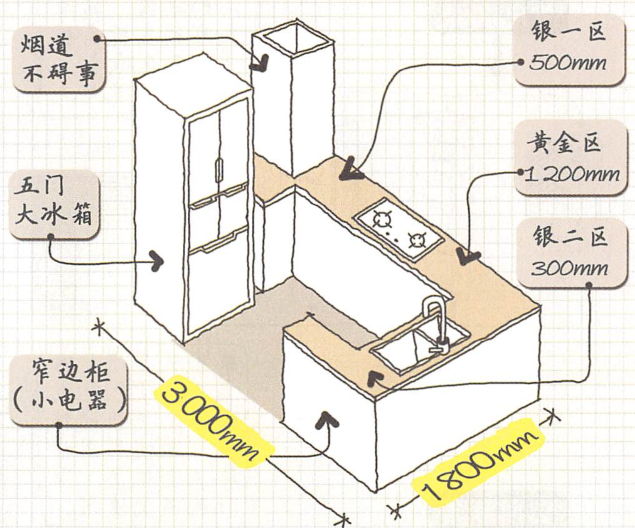 烟道
不碍事
银一区
500mm
黄金区
1200mm
五门
大冰箱
银二区
300mm
窄边柜
(小电器)
3000mm
1800mm